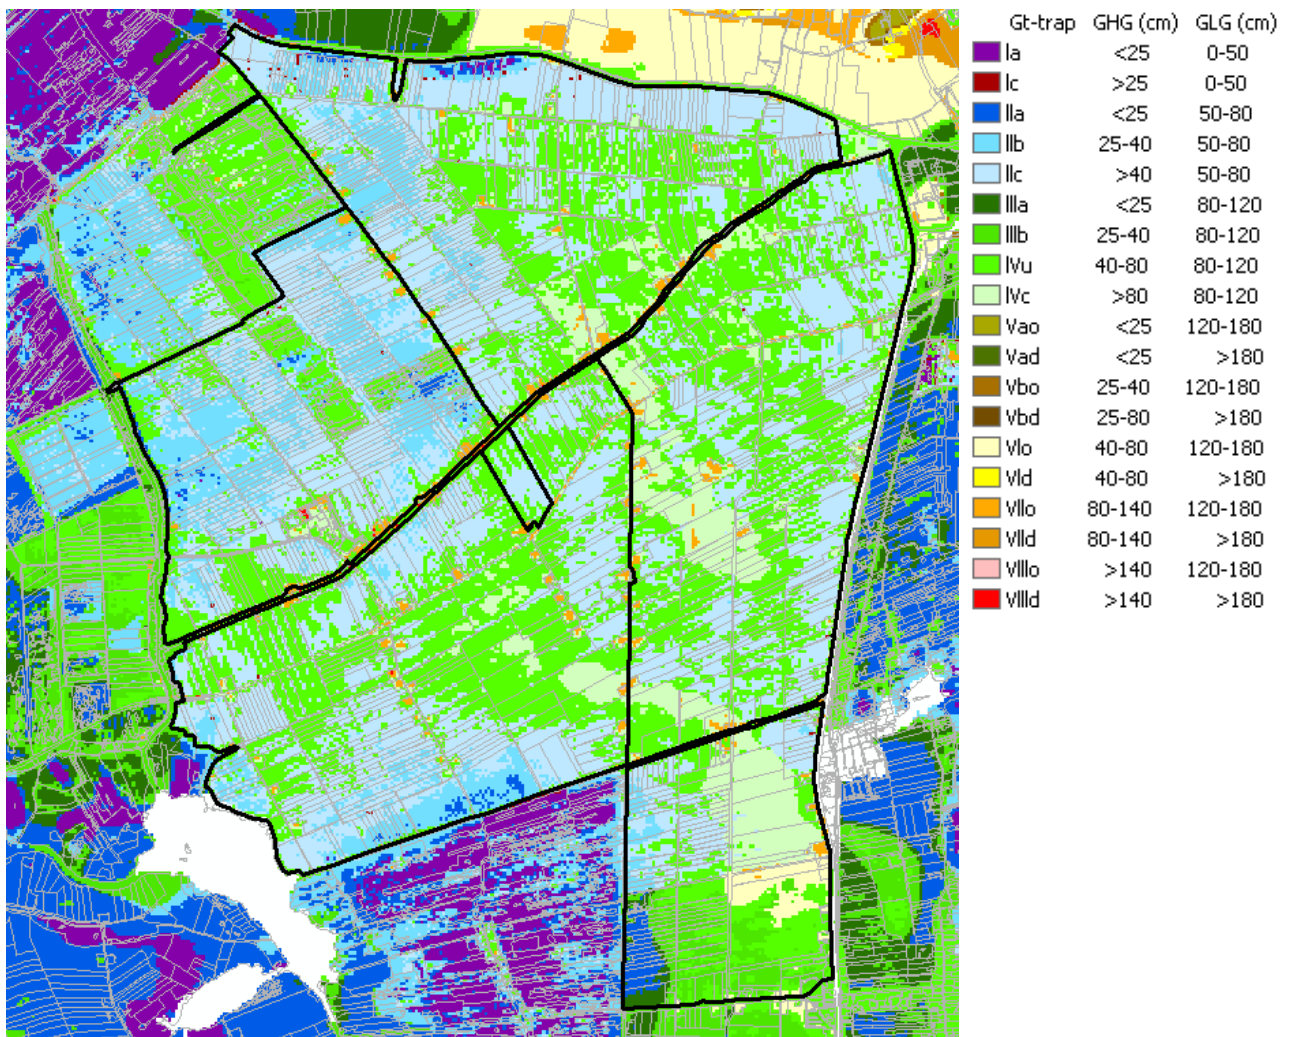 Gt-trap GHG (cm) GLG (cm)
Ia <25 0-50
Ic >25 0-50
IIa <25 50-80
IIb 25-40 50-80
IIc >40 50-80
IIIa <25 80-120
IIIb 25-40 80-120
IVu 40-80 80-120
IVc >80 80-120
Vao <25 120-180
Vad <25 >180
Vbo 25-40 120-180
Vbd 25-80 >180
VIo 40-80 120-180
VId 40-80 >180
VIIo 80-140 120-180
VIId 80-140 >180
VIIIo >140 120-180
VIIId >140 >180